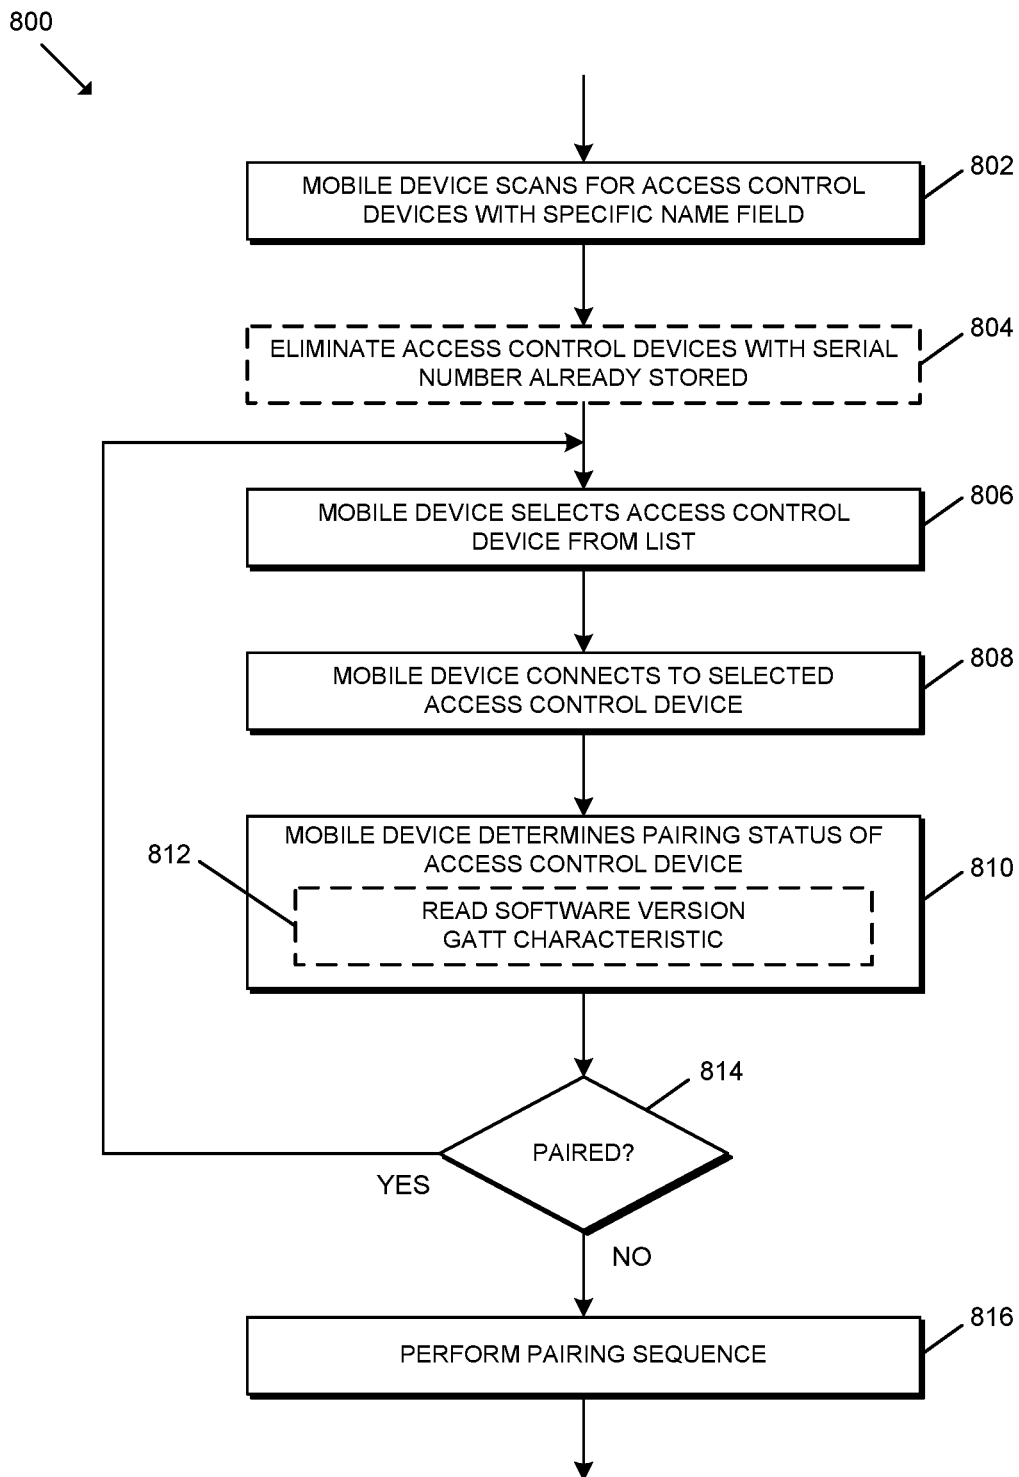 800
802
MOBILE DEVICE SCANS FOR ACCESS CONTROL
DEVICES WITH SPECIFIC NAME FIELD
804
ELIMINATE ACCESS CONTROL DEVICES WITH SERIAL
NUMBER ALREADY STORED
806
MOBILE DEVICE SELECTS ACCESS CONTROL
DEVICE FROM LIST
808
MOBILE DEVICE CONNECTS TO SELECTED
ACCESS CONTROL DEVICE
MOBILE DEVICE DETERMINES PAIRING STATUS OF
ACCESS CONTROL DEVICE
812
810
READ SOFTWARE VERSION
GATT CHARACTERISTIC
814
PAIRED?
YES
NO
816
PERFORM PAIRING SEQUENCE